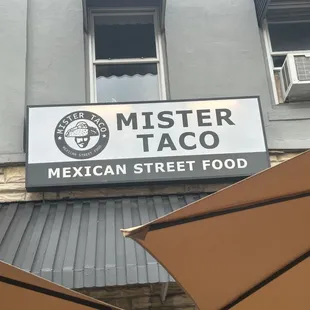 MISTER TACO
MISTER
TACO
MEXICAN STREET FOOD